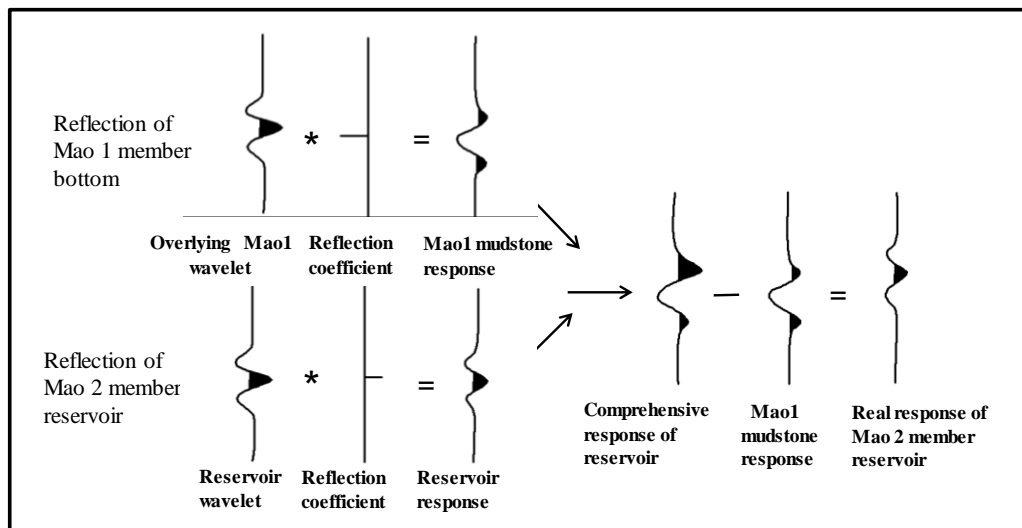 Reflection of
Mao 1 member
bottom
*
=
Overlying Mao1
wavelet
Reflection
coefficient
Mao1 mudstone
response
Reflection of
Mao 2 member
reservoir
*
=
Reservoir
wavelet
Reflection
coefficient
Reservoir
response
—
=
Comprehensive
response of
reservoir
Mao1
mudstone
response
Real response of
Mao 2 member
reservoir